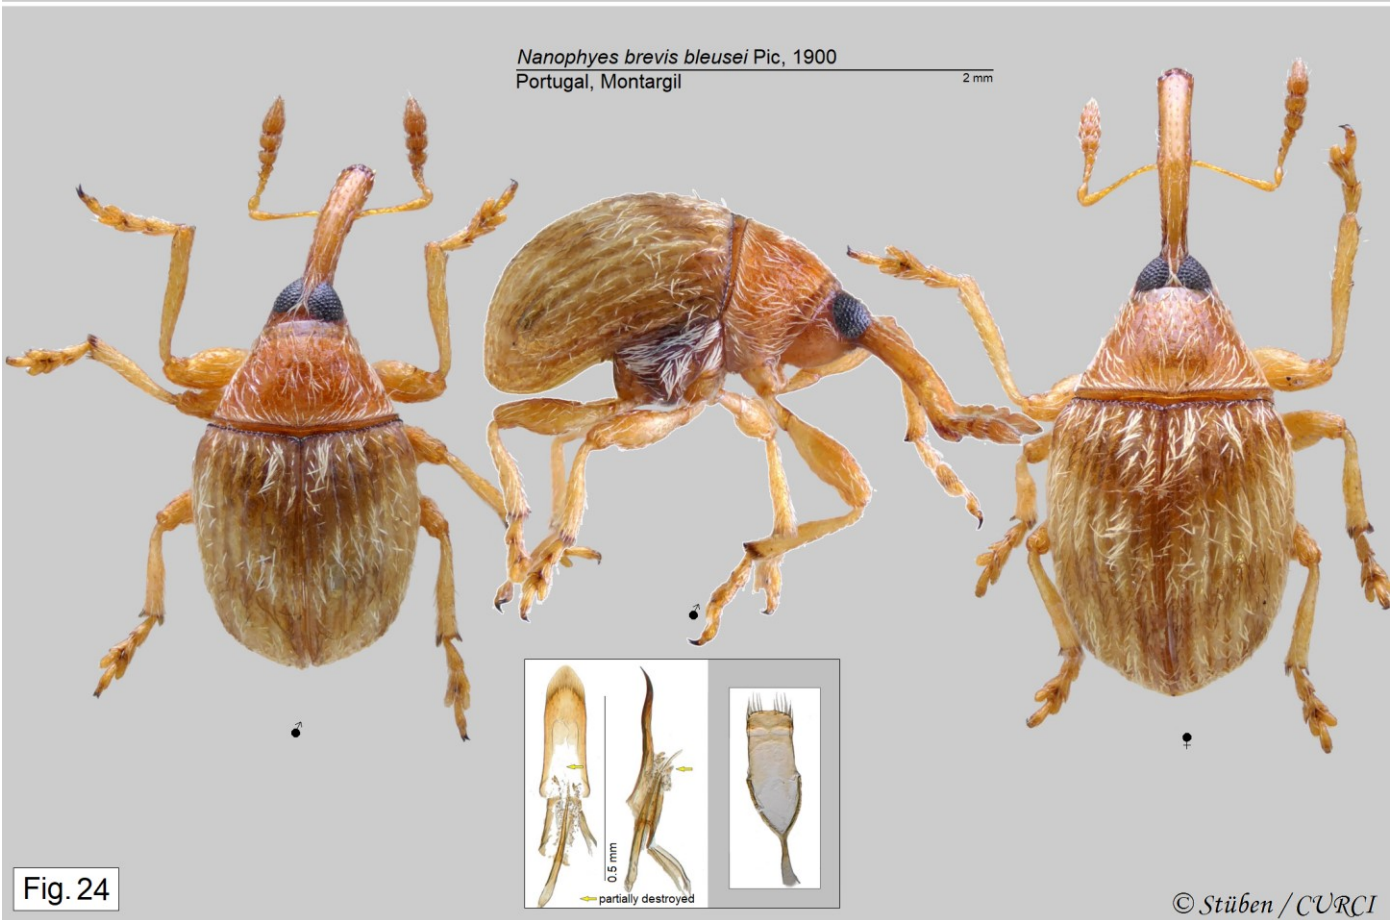 Nanophyes brevis bleusei Pic, 1900
Portugal, Montargil
2 mm
♂
♂
♀
0.5 mm
partially destroyed
Fig. 24
© Stüben / CURCI